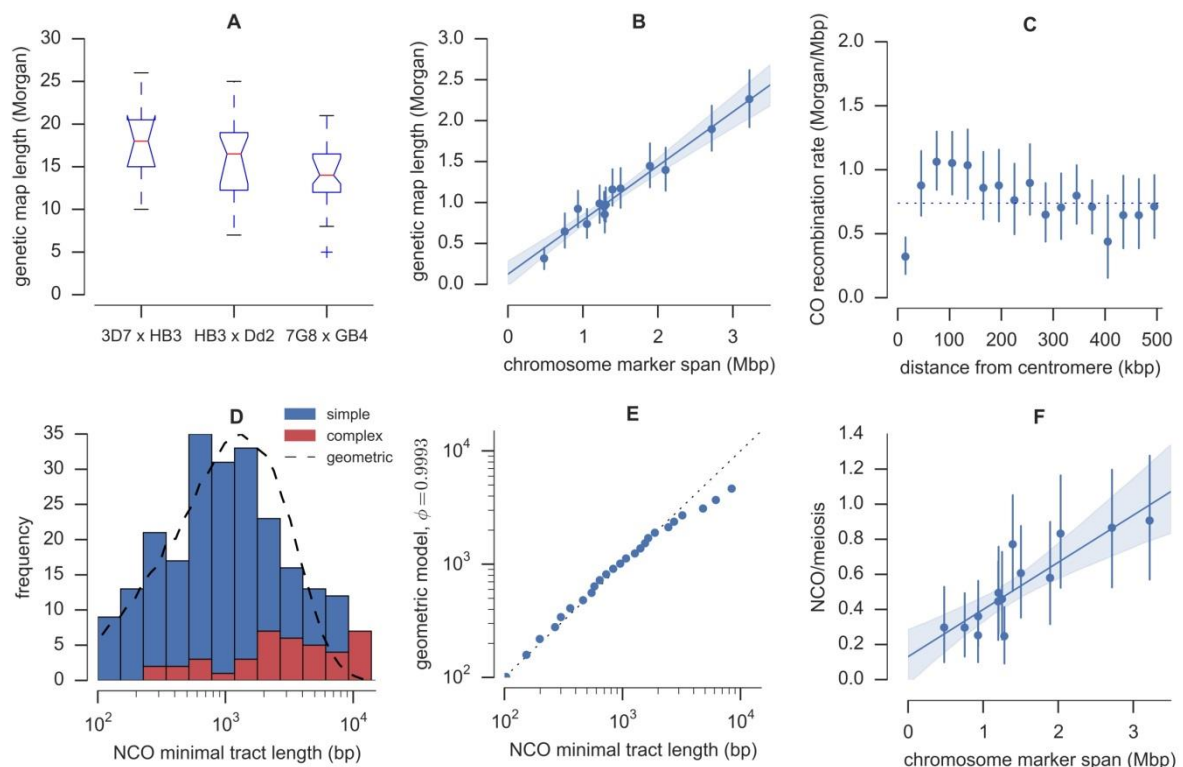 A
genetic map length (Morgan)
30
25
20
15
10
5
0
3D7 x HB3
HB3 x Dd2
7G8 x GB4
B
genetic map length (Morgan)
3.0
2.5
2.0
1.5
1.0
0.5
0.0
0
1
2
3
chromosome marker span (Mbp)
C
CO recombination rate (Morgan/Mbp)
2.0
1.5
1.0
0.5
0.0
0
100
200
300
400
500
distance from centromere (kbp)
D
simple
complex
geometric
frequency
35
30
25
20
15
10
5
0
10²
10³
10⁴
NCO minimal tract length (bp)
E
geometric model, ϕ = 0.9993
10⁴
10³
10²
10²
10³
10⁴
NCO minimal tract length (bp)
F
NCO/meiosis
1.4
1.2
1.0
0.8
0.6
0.4
0.2
0.0
0
1
2
3
chromosome marker span (Mbp)